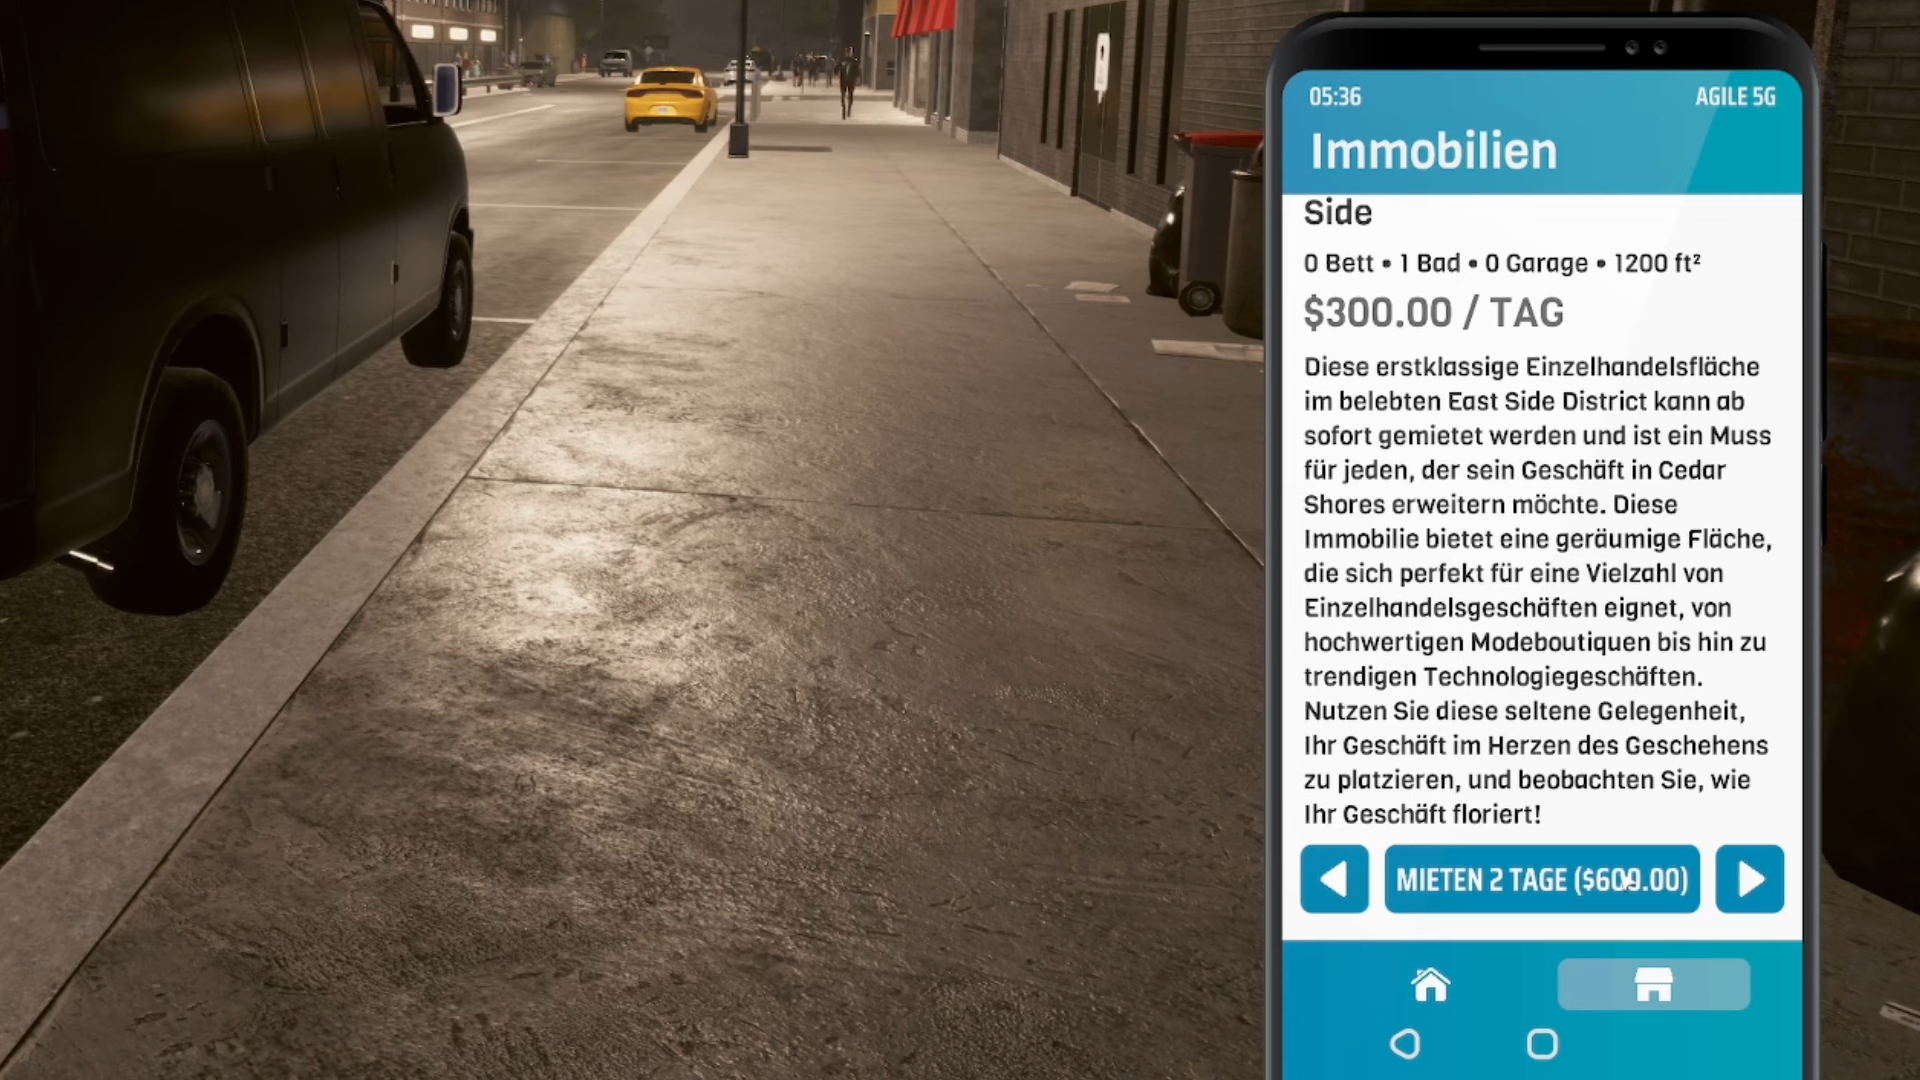 05:36
AGILE 5G
Immobilien
Side
0 Bett • 1 Bad • 0 Garage • 1200 ft²
$300.00 / TAG
Diese erstklassige Einzelhandelsfläche
im belebten East Side District kann ab
sofort gemietet werden und ist ein Muss
für jeden, der sein Geschäft in Cedar
Shores erweitern möchte. Diese
Immobilie bietet eine geräumige Fläche,
die sich perfekt für eine Vielzahl von
Einzelhandelsgeschäften eignet, von
hochwertigen Modeboutiquen bis hin zu
trendigen Technologiegeschäften.
Nutzen Sie diese seltene Gelegenheit,
Ihr Geschäft im Herzen des Geschehens
zu platzieren, und beobachten Sie, wie
Ihr Geschäft floriert!
MIETEN 2 TAGE ($600.00)